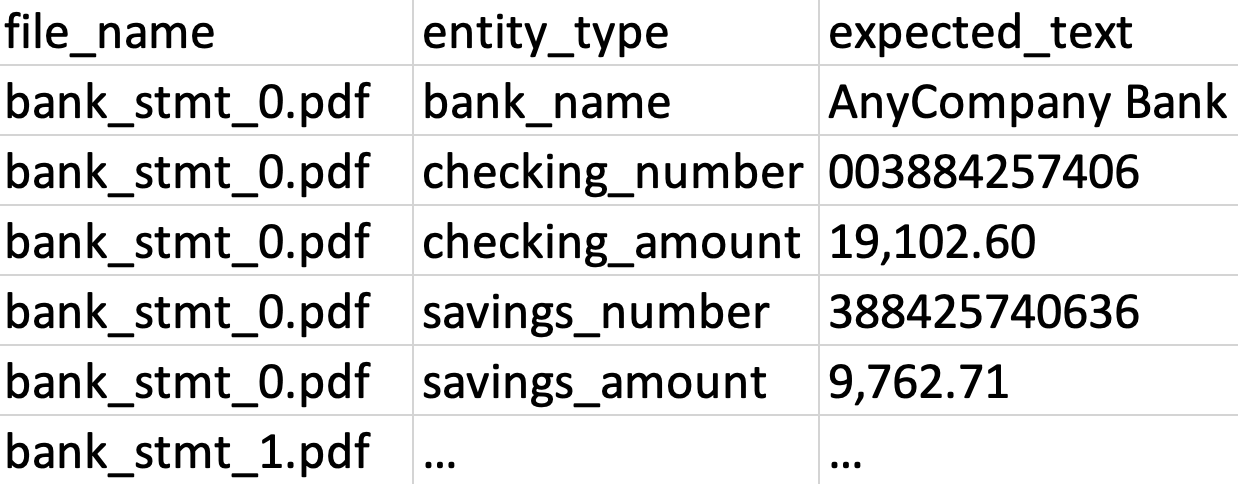 file_name entity_type expected_text
bank_stmt_0.pdf bank_name AnyCompany Bank
bank_stmt_0.pdf checking_number 003884257406
bank_stmt_0.pdf checking_amount 19,102.60
bank_stmt_0.pdf savings_number 388425740636
bank_stmt_0.pdf savings_amount 9,762.71
bank_stmt_1.pdf ... ...